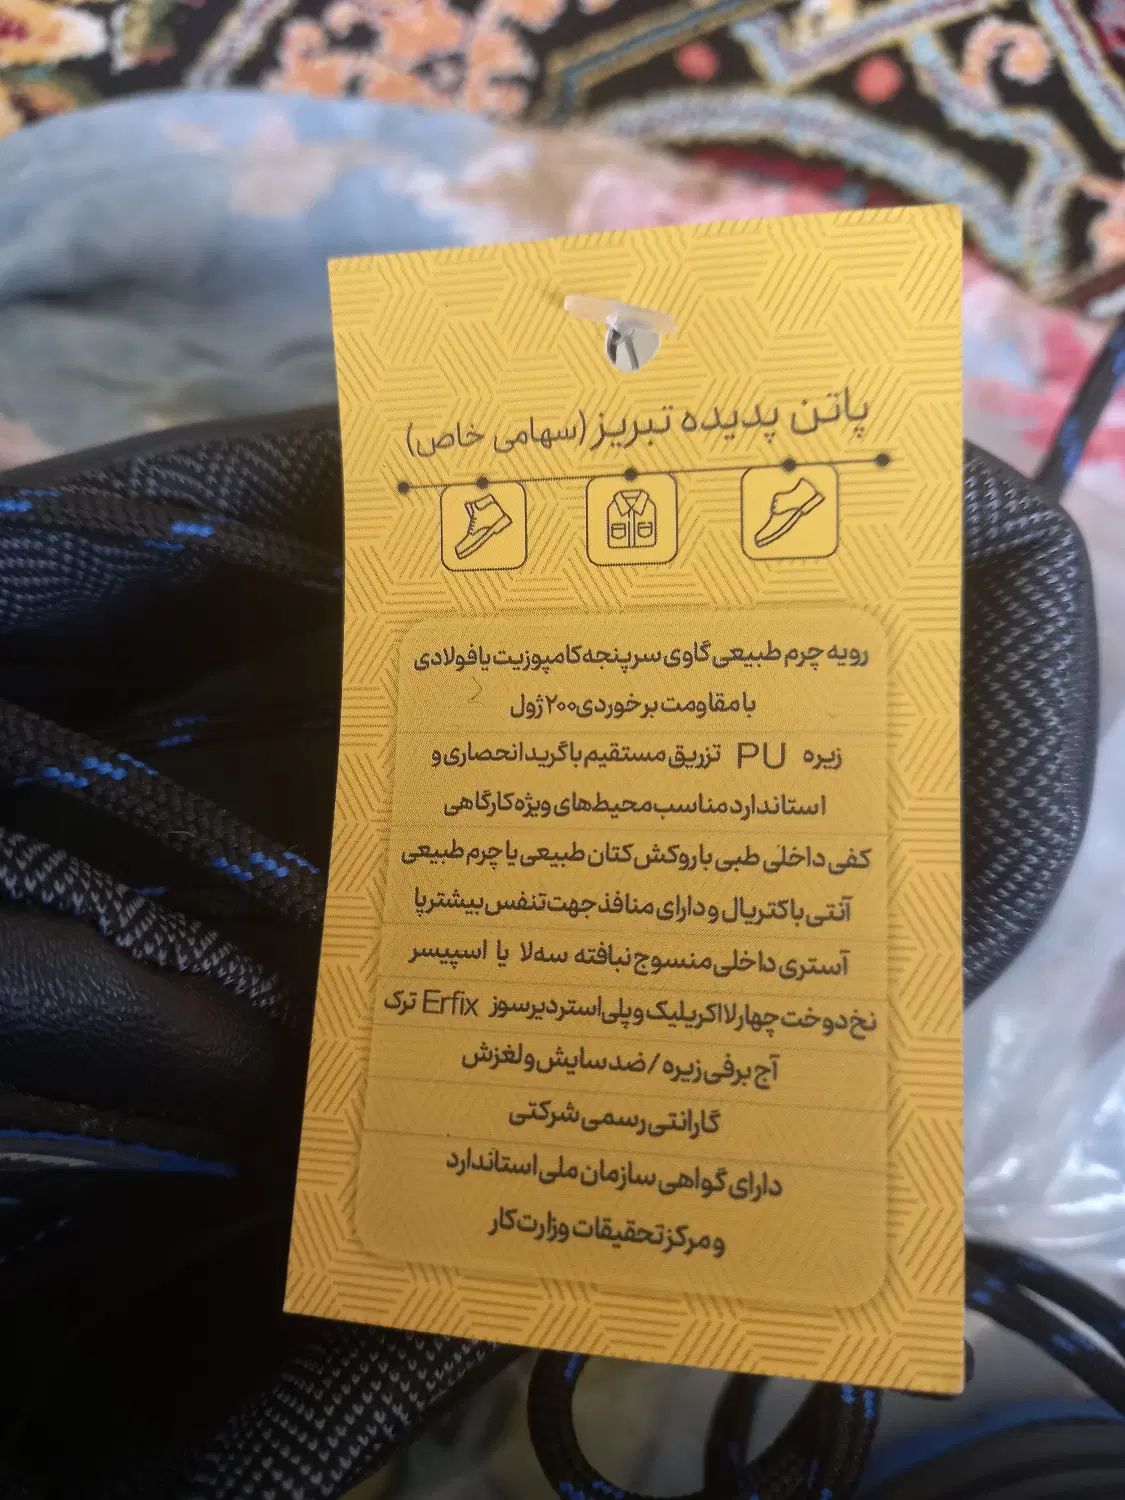 پاتن پدیده تبریز (سهامی خاص)
رویه چرم طبیعی گاوی سرپنجه کامپوزیت یا فولادی
با مقاومت برخوردی ۲۰۰ ژول
زیره PU تزریق مستقیم با گرید انحصاری و
استاندارد مناسب محیط‌های ویژه کارگاهی
کفی داخلی طبی با روکش کتان طبیعی یا چرم طبیعی
آنتی باکتریال و دارای منافذ جهت تنفس بیشتر پا
آستری داخلی منسوج نبافته سه لا یا اسپیسر
نخ دوخت چهارلا اکریلیک و پلی استر دیرسوز Erfix ترک
آج برفی زیره / ضد سایش و لغزش
گارانتی رسمی شرکتی
دارای گواهی سازمان ملی استاندارد
و مرکز تحقیقات وزارت کار